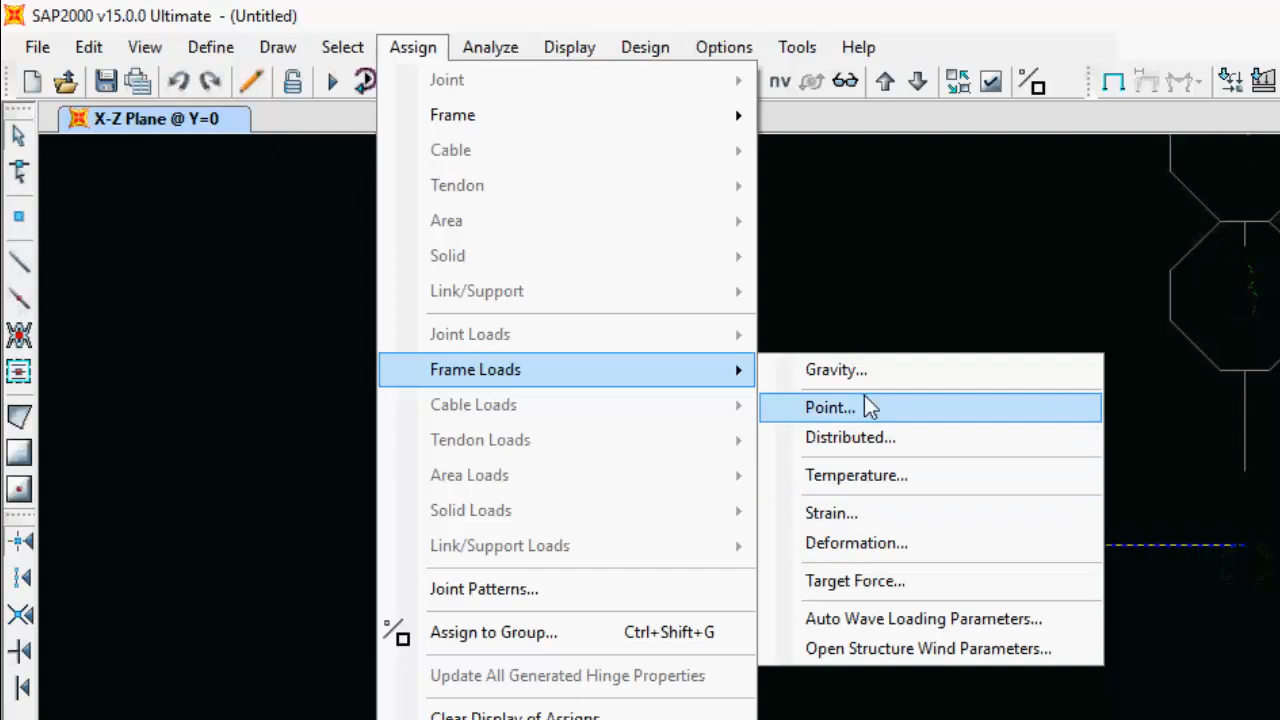 SAP2000 v15.0.0 Ultimate - (Untitled)
File Edit View Define Draw Select Assign Analyze Display Design Options Tools Help
nv
X-Z Plane @ Y=0
Joint
Frame
Cable
Tendon
Area
Solid
Link/Support
Joint Loads
Frame Loads
Cable Loads
Tendon Loads
Area Loads
Solid Loads
Link/Support Loads
Joint Patterns...
Assign to Group... Ctrl+Shift+G
Update All Generated Hinge Properties
Clear Display of Assigns
Gravity...
Point...
Distributed...
Temperature...
Strain...
Deformation...
Target Force...
Auto Wave Loading Parameters...
Open Structure Wind Parameters...